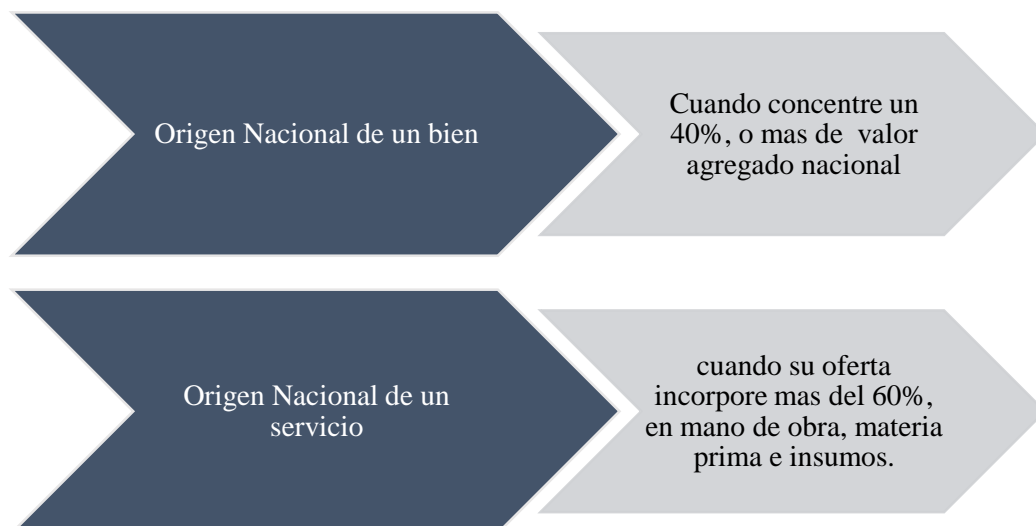 Origen Nacional de un bien
Cuando concentre un
40%, o mas de  valor
agregado nacional
Origen Nacional de un
servicio
cuando su oferta
incorpore mas del 60%,
en mano de obra, materia
prima e insumos.